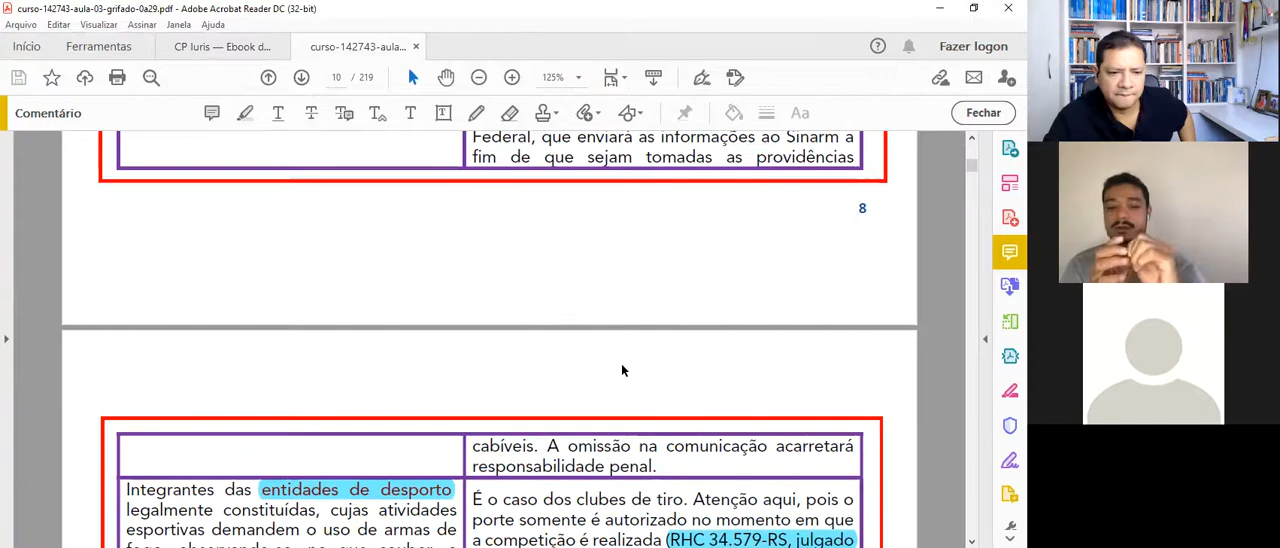 curso-142743-aula-03-grifado-0a29.pdf - Adobe Acrobat Reader DC (32-bit)
Arquivo Editar Visualizar Assinar Janela Ajuda
Início Ferramentas CP Iuris — Ebook d... curso-142743-aula... × Fazer logon
10 / 219 125%
Comentário Fechar
Federal, que enviará as informações ao Sinarm a
fim de que sejam tomadas as providências
8
cabíveis. A omissão na comunicação acarretará
responsabilidade penal.
Integrantes das entidades de desporto
legalmente constituídas, cujas atividades
esportivas demandem o uso de armas de
É o caso dos clubes de tiro. Atenção aqui, pois o
porte somente é autorizado no momento em que
a competição é realizada (RHC 34.579-RS, julgado